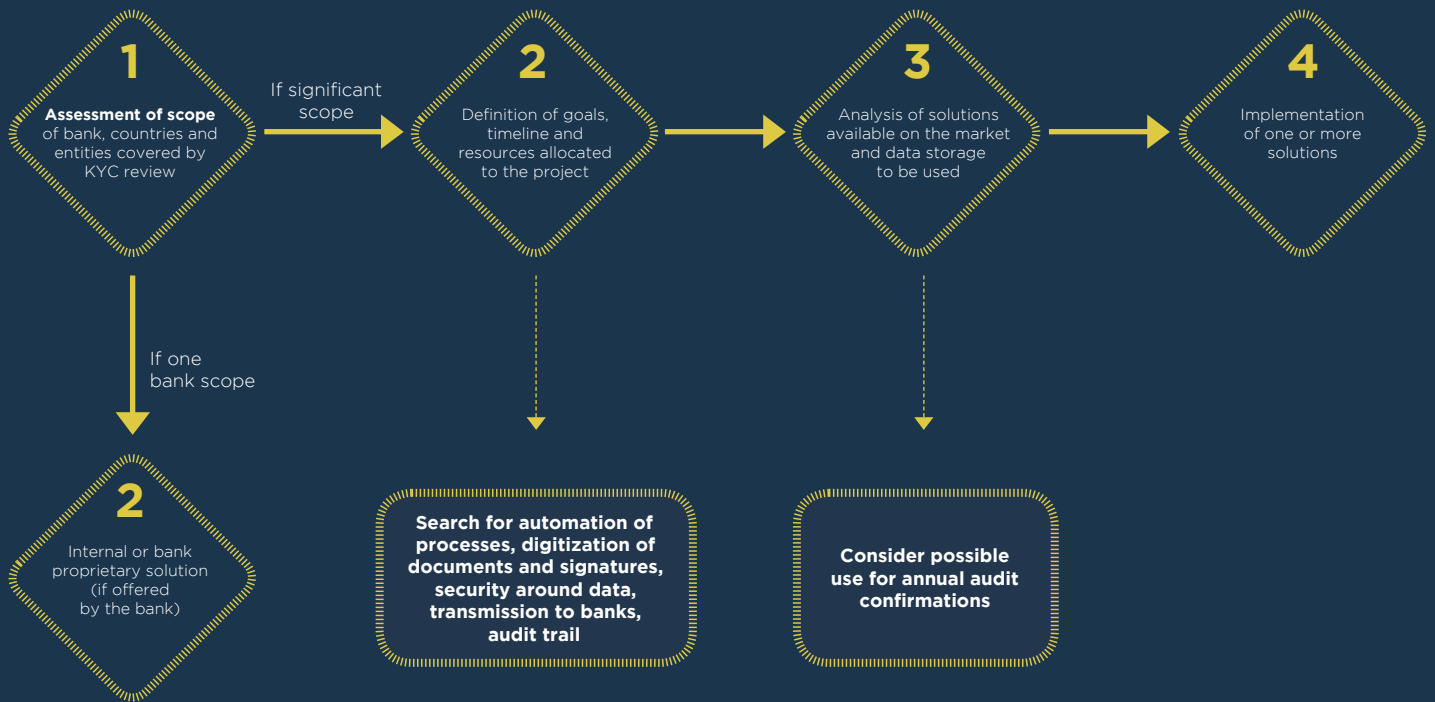 1
Assessment of scope
of bank, countries and
entities covered by
KYC review
If significant
scope
2
Definition of goals,
timeline and
resources allocated
to the project
3
Analysis of solutions
available on the market
and data storage
to be used
4
Implementation
of one or more
solutions
If one
bank scope
2
Internal or bank
proprietary solution
(if offered
by the bank)
Search for automation of
processes, digitization of
documents and signatures,
security around data,
transmission to banks,
audit trail
Consider possible
use for annual audit
confirmations